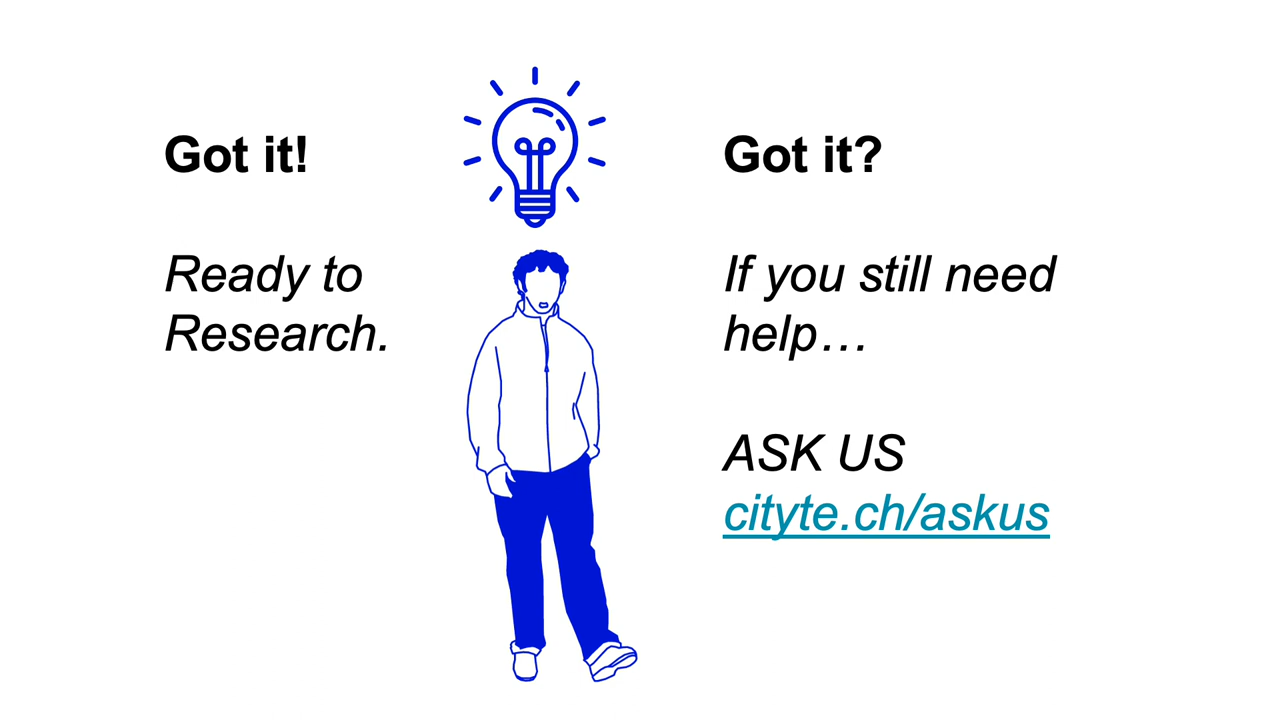 Got it!
Ready to
Research.
Got it?
If you still need
help…
ASK US
cityte.ch/askus